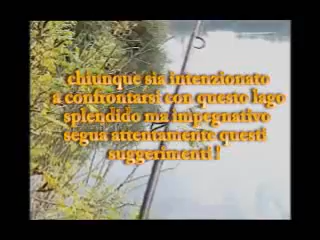 chiunque sia intenzionato
a confrontarsi con questo lago
splendido ma impegnativo
segua attentamente questi
suggerimenti!